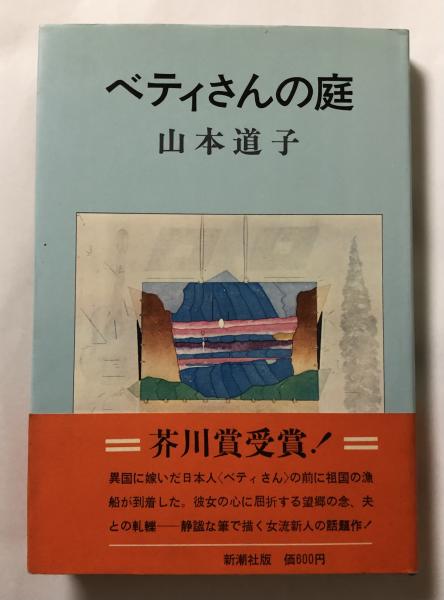 ベティさんの庭
山本道子
芥川賞受賞!
異国に嫁いだ日本人〈ベティさん〉の前に祖国の漁
船が到着した。彼女の心に屈折する望郷の念、夫
との軋轢——静謐な筆で描く女流新人の話題作!
新潮社版 価600円